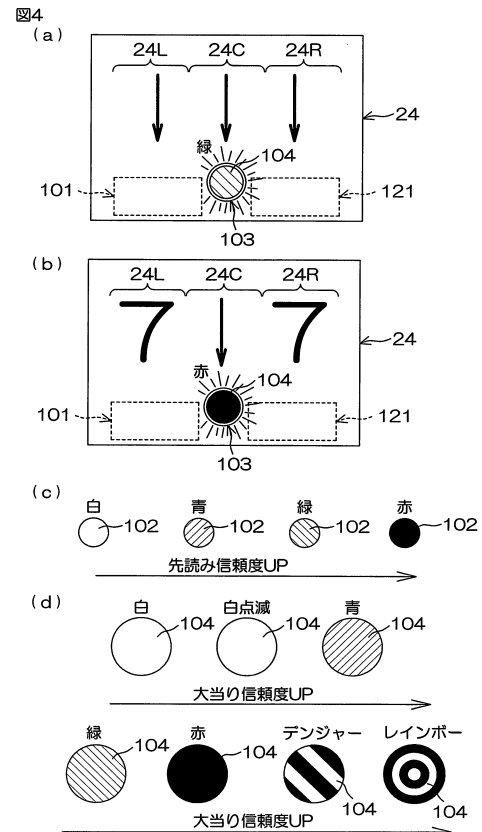 図4
(a)
24L 24C 24R
24
緑
104
101
121
103
(b)
24L 24C 24R
7 7
24
赤
104
101
121
103
(c)
白 青 緑 赤
102 102 102 102
先読み信頼度UP
(d)
白 白点滅 青
104 104 104
大当り信頼度UP
緑 赤 デンジャー レインボー
104 104 104 104
大当り信頼度UP